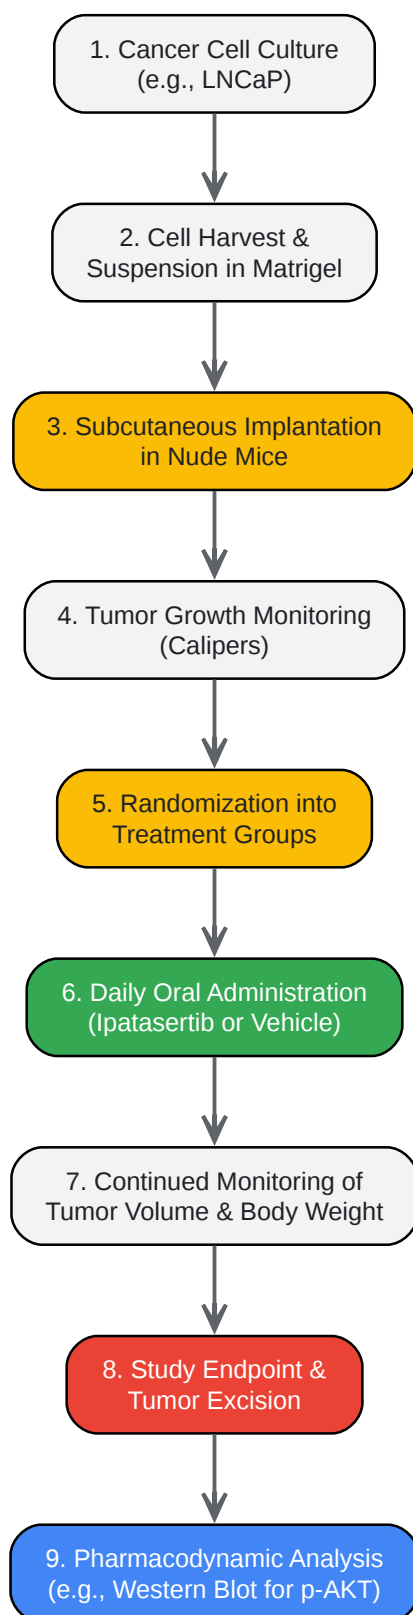 1. Cancer Cell Culture
(e.g., LNCaP)
2. Cell Harvest &
Suspension in Matrigel
3. Subcutaneous Implantation
in Nude Mice
4. Tumor Growth Monitoring
(Calipers)
5. Randomization into
Treatment Groups
6. Daily Oral Administration
(Ipatasertib or Vehicle)
7. Continued Monitoring of
Tumor Volume & Body Weight
8. Study Endpoint &
Tumor Excision
9. Pharmacodynamic Analysis
(e.g., Western Blot for p-AKT)